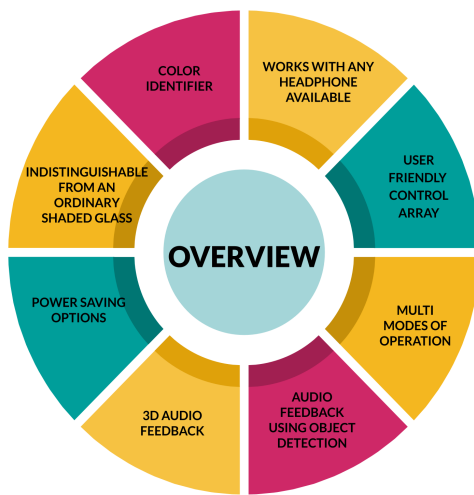 COLOR
IDENTIFIER
WORKS WITH ANY
HEADPHONE
AVAILABLE
USER
FRIENDLY
CONTROL
ARRAY
MULTI
MODES OF
OPERATION
AUDIO
FEEDBACK
USING OBJECT
DETECTION
3D AUDIO
FEEDBACK
POWER SAVING
OPTIONS
INDISTINGUISHABLE
FROM AN
ORDINARY
SHADED GLASS
OVERVIEW